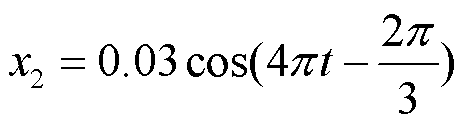 x₂ = 0.03 cos(4πt − 2π/3)